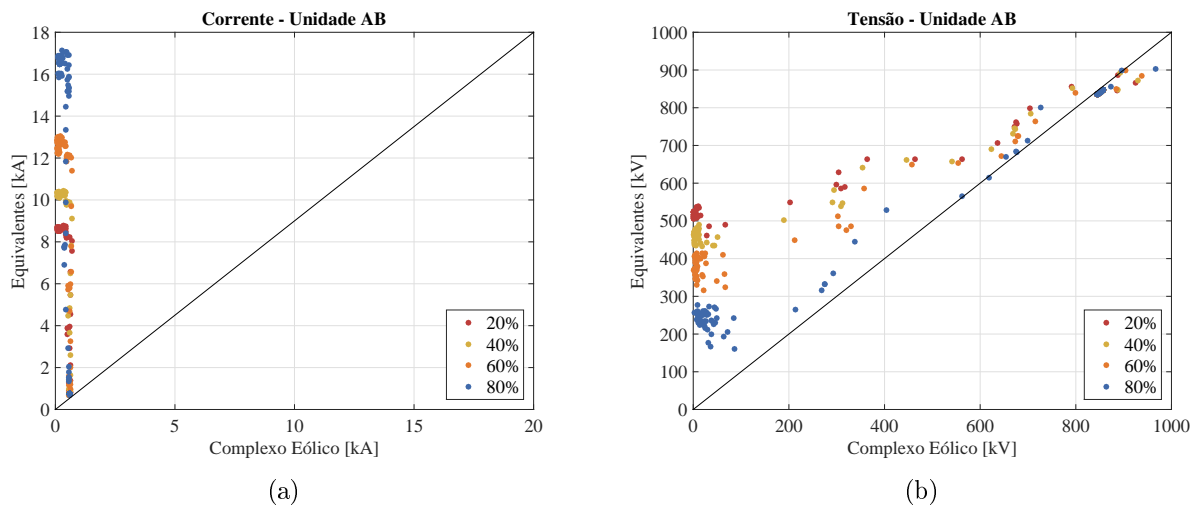 Corrente - Unidade AB
18
16
14
12
10
8
6
4
2
0
Equivalentes [kA]
0 5 10 15 20
Complexo Eólico [kA]
20%
40%
60%
80%
(a)
Tensão - Unidade AB
1000
900
800
700
600
500
400
300
200
100
0
Equivalentes [kV]
0 200 400 600 800 1000
Complexo Eólico [kV]
20%
40%
60%
80%
(b)